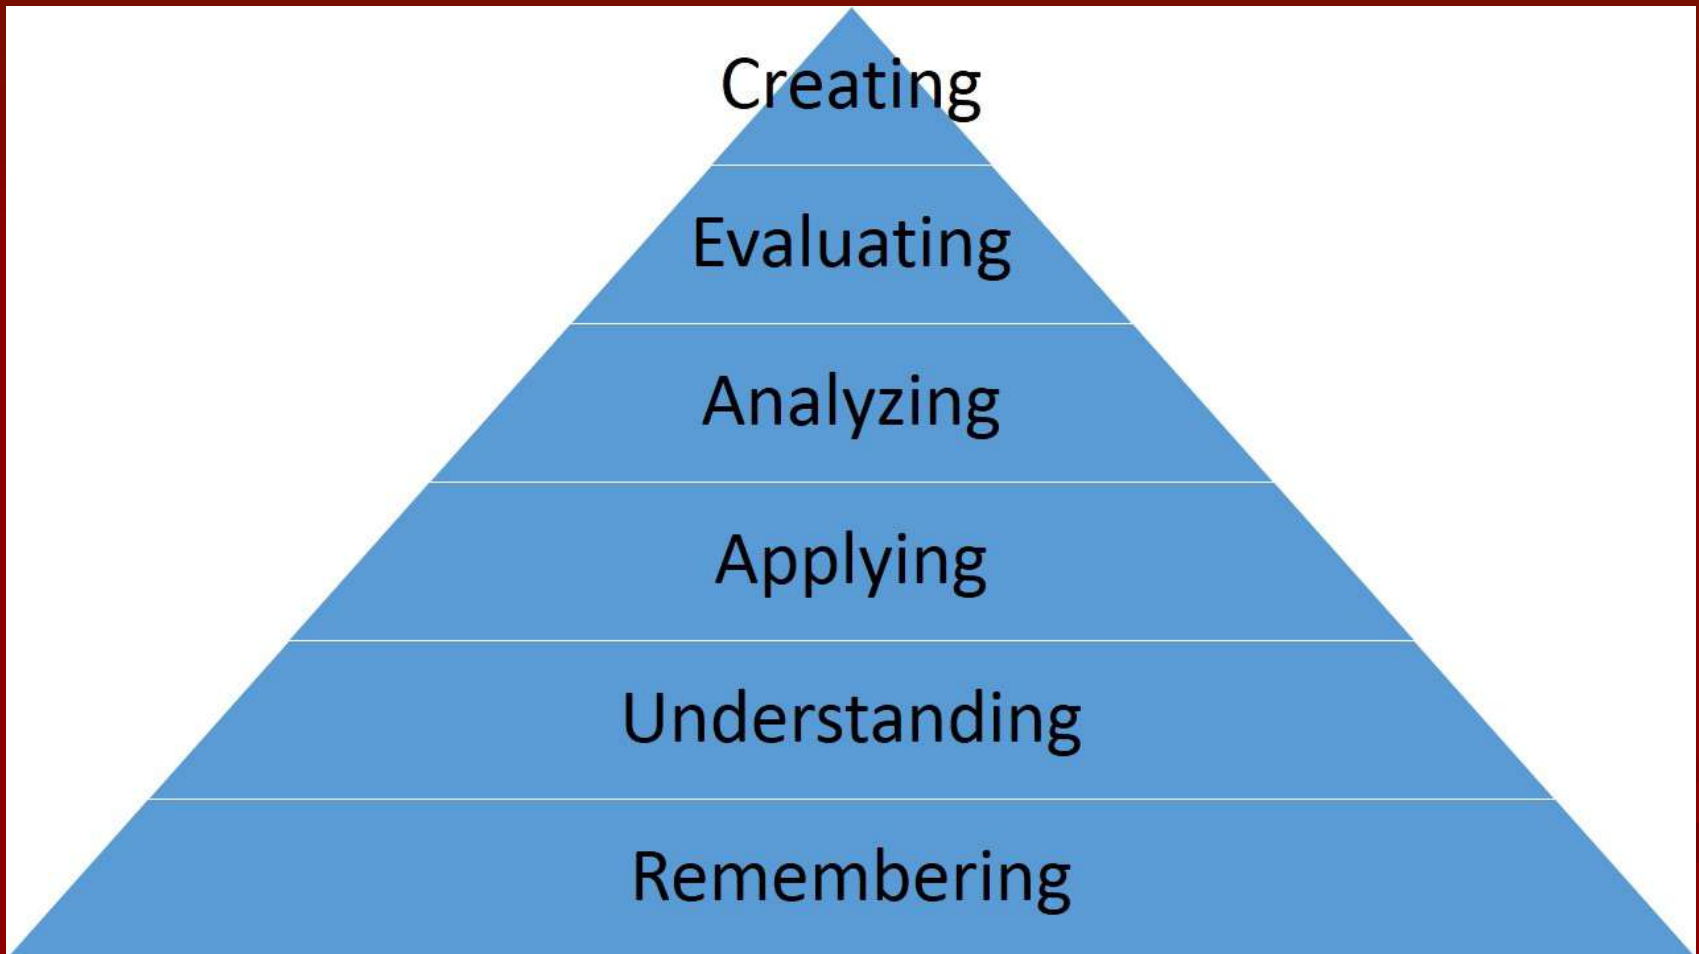 Creating
Evaluating
Analyzing
Applying
Understanding
Remembering